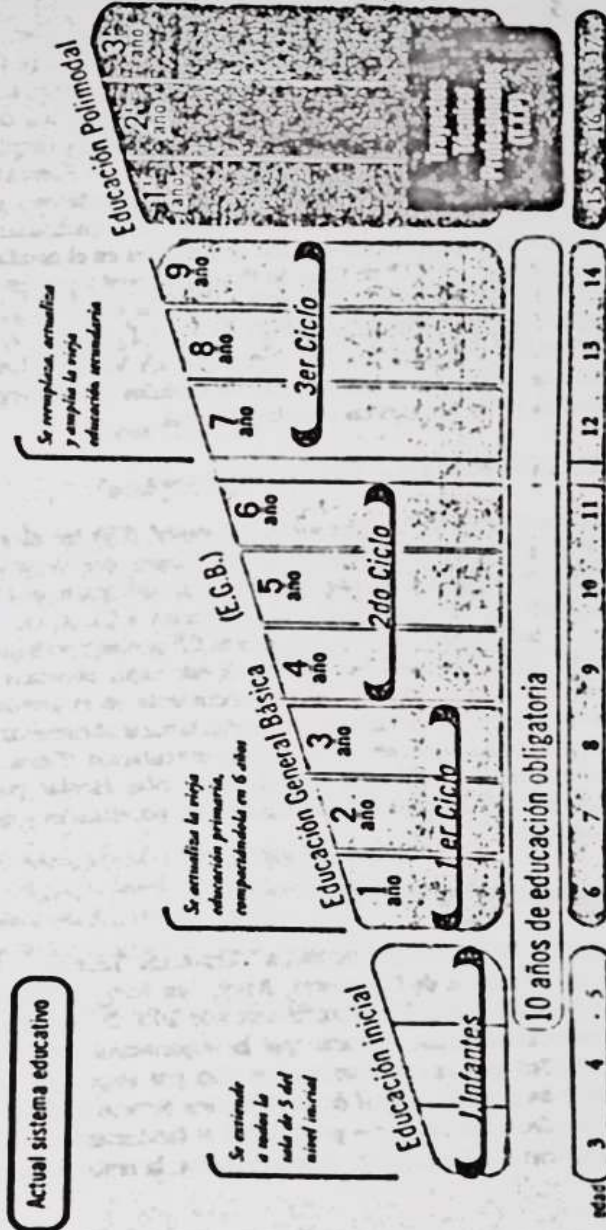 Actual sistema educativo
Se extiende
a todos la
sala de 5 del
nivel inicial
Educación Inicial
J. Infantes
Se actualiza la vieja
educación primaria,
compactándola en 6 años
Educación General Básica (E.G.B.)
1 año
2 año
3 año
4 año
5 año
6 año
1er Ciclo
2do Ciclo
Se reemplaza, actualiza
y amplía la vieja
educación secundaria
7 año
8 año
9 año
3er Ciclo
Educación Polimodal
1 año
2 año
3 año
Trayectos
Técnico
Profesionales
(T.T.P)
10 años de educación obligatoria
edad 3 4 5 6 7 8 9 10 11 12 13 14 15 16 17